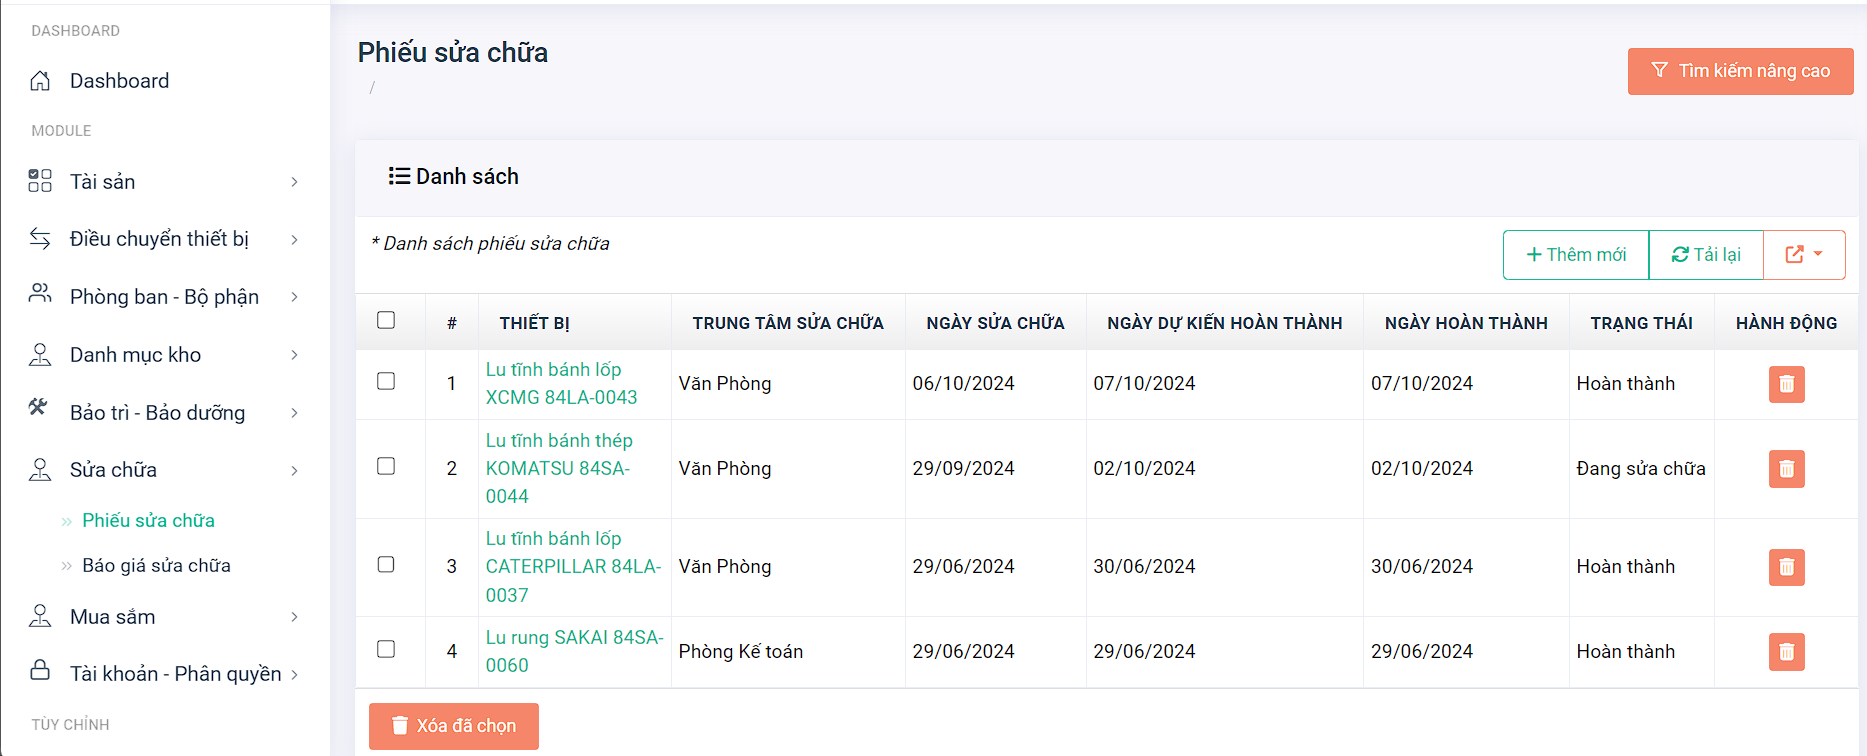 DASHBOARD
Dashboard
MODULE
Tài sản
Điều chuyển thiết bị
Phòng ban - Bộ phận
Danh mục kho
Bảo trì - Bảo dưỡng
Sửa chữa
» Phiếu sửa chữa
» Báo giá sửa chữa
Mua sắm
Tài khoản - Phân quyền
TÙY CHỈNH
Phiếu sửa chữa
/
Tìm kiếm nâng cao
Danh sách
* Danh sách phiếu sửa chữa
+ Thêm mới Tải lại
# THIẾT BỊ TRUNG TÂM SỬA CHỮA NGÀY SỬA CHỮA NGÀY DỰ KIẾN HOÀN THÀNH NGÀY HOÀN THÀNH TRẠNG THÁI HÀNH ĐỘNG
Lu tĩnh bánh lốp
1 XCMG 84LA-0043 Văn Phòng 06/10/2024 07/10/2024 07/10/2024 Hoàn thành
Lu tĩnh bánh thép
2 KOMATSU 84SA- Văn Phòng 29/09/2024 02/10/2024 02/10/2024 Đang sửa chữa
0044
Lu tĩnh bánh lốp
3 CATERPILLAR 84LA- Văn Phòng 29/06/2024 30/06/2024 30/06/2024 Hoàn thành
0037
Lu rung SAKAI 84SA-
4 0060 Phòng Kế toán 29/06/2024 29/06/2024 29/06/2024 Hoàn thành
Xóa đã chọn